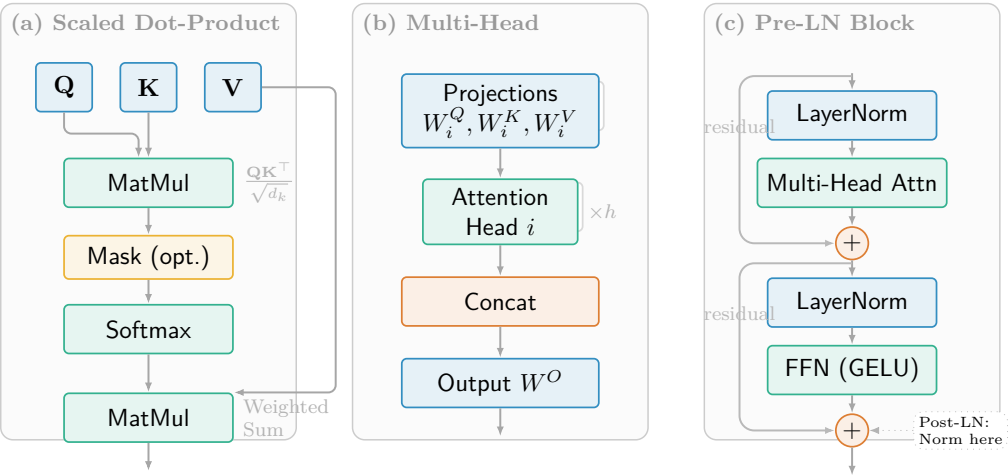 (a) Scaled Dot-Product
Q
K
V
MatMul
QK⊤
√dk
Mask (opt.)
Softmax
MatMul
Weighted
Sum
(b) Multi-Head
Projections
W_i^Q, W_i^K, W_i^V
Attention
Head i
×h
Concat
Output W^O
(c) Pre-LN Block
LayerNorm
residual
Multi-Head Attn
+
LayerNorm
residual
FFN (GELU)
+
Post-LN:
Norm here